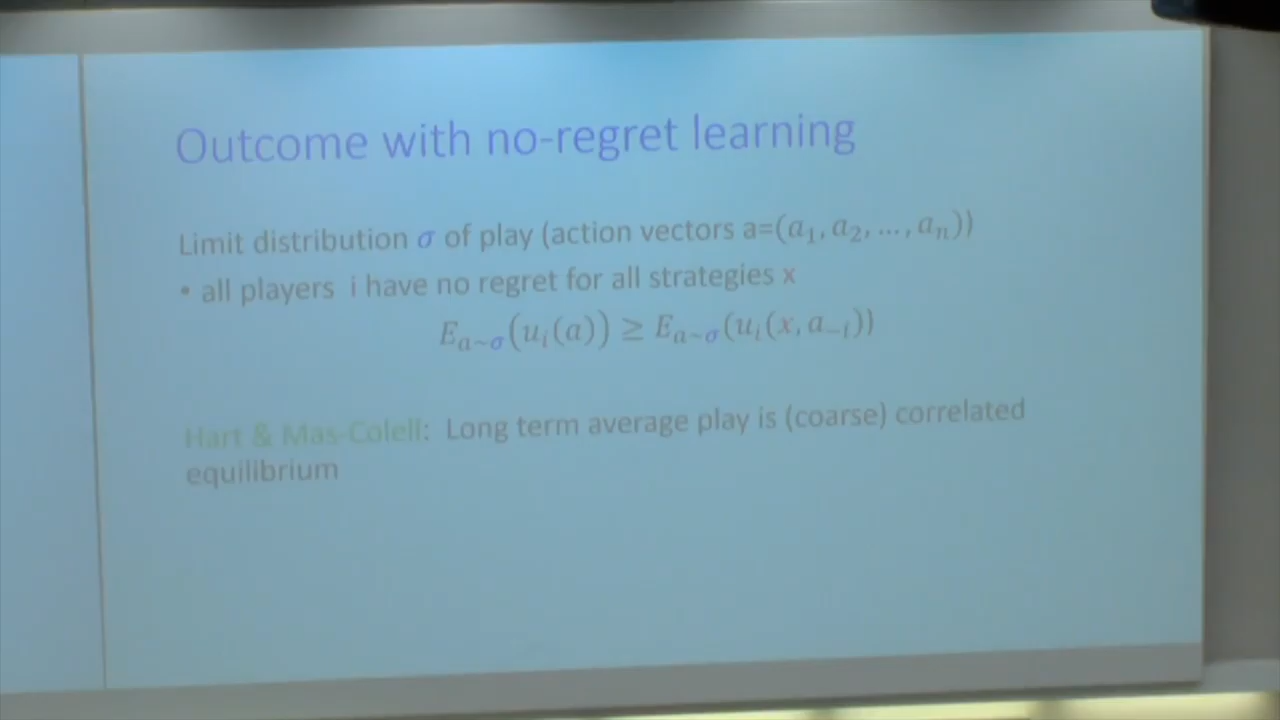 Outcome with no-regret learning
Limit distribution σ of play (action vectors a=(a₁, a₂, ..., aₙ))
• all players i have no regret for all strategies x
E_{a~σ}(u_i(a)) ≥ E_{a~σ}(u_i(x, a_{-i}))
Hart & Mas-Colell: Long term average play is (coarse) correlated
equilibrium